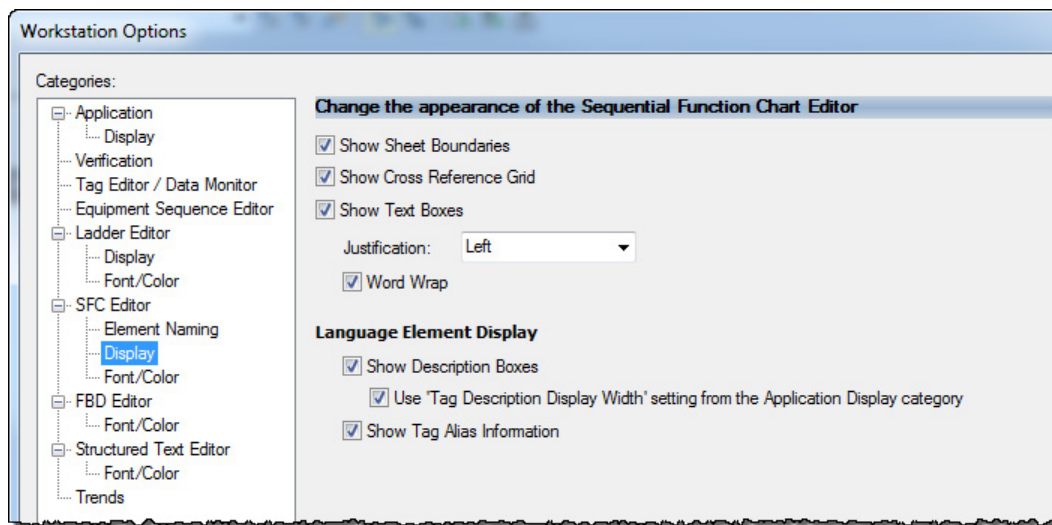 Workstation Options
Categories:
Application
Display
Verification
Tag Editor / Data Monitor
Equipment Sequence Editor
Ladder Editor
Display
Font/Color
SFC Editor
Element Naming
Display
Font/Color
FBD Editor
Font/Color
Structured Text Editor
Font/Color
Trends
Change the appearance of the Sequential Function Chart Editor
Show Sheet Boundaries
Show Cross Reference Grid
Show Text Boxes
Justification: Left
Word Wrap
Language Element Display
Show Description Boxes
Use 'Tag Description Display Width' setting from the Application Display category
Show Tag Alias Information